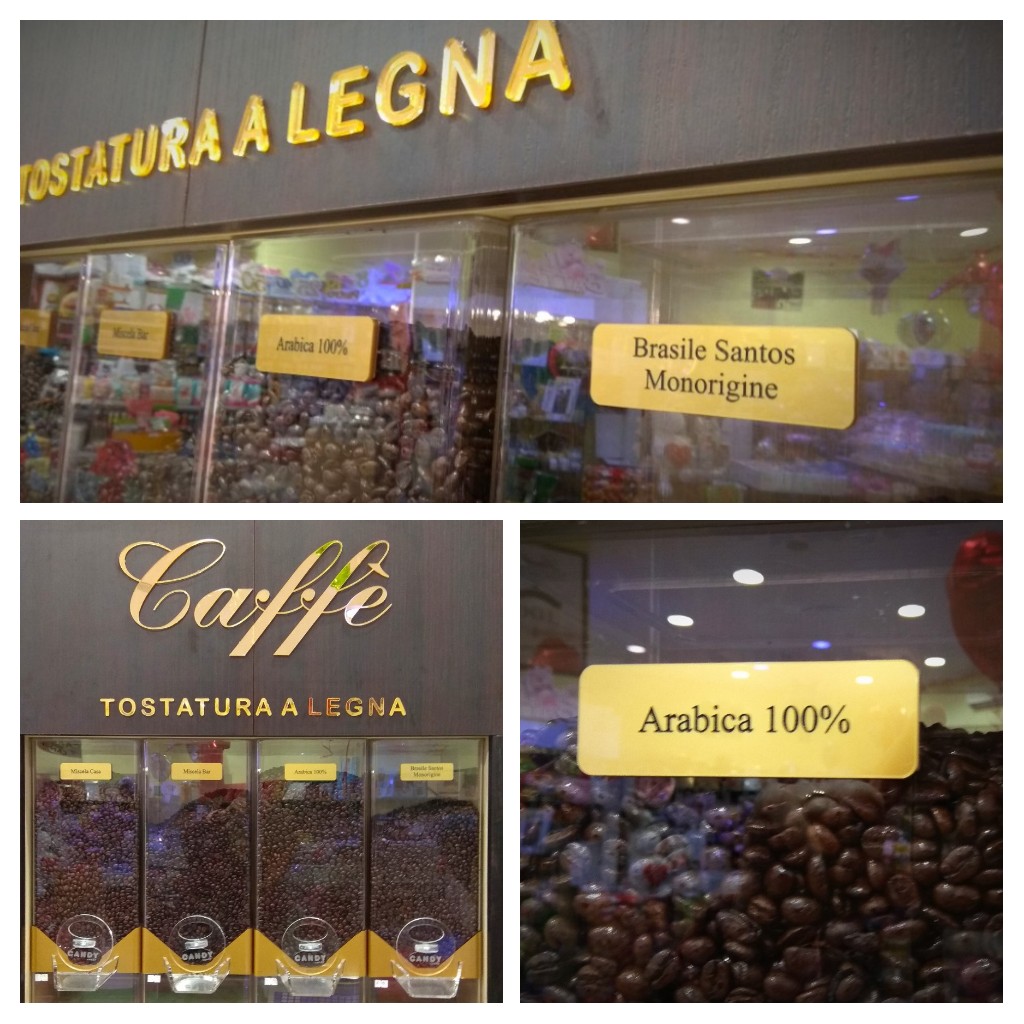 TOSTATURA A LEGNA
Miscela Bar
Arabica 100%
Brasile Santos
Monorigine
Caffè
TOSTATURA A LEGNA
Miscela Casa
Miscela Bar
Arabica 100%
Brasile Santos
Monorigine
CANDY
CANDY
CANDY
CANDY
Arabica 100%